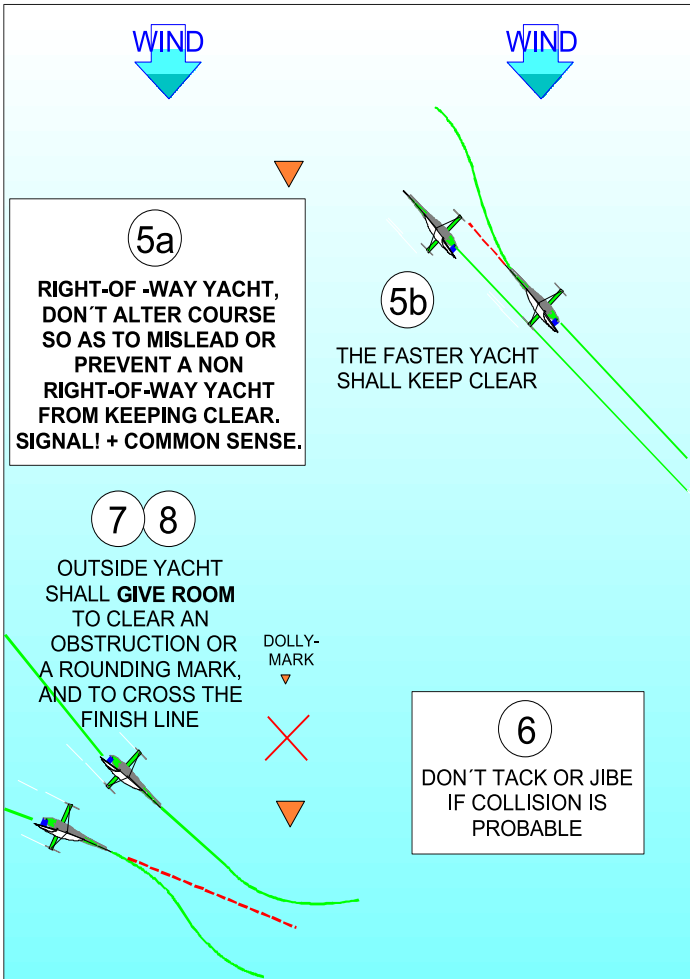 WIND
WIND
5a
RIGHT-OF -WAY YACHT,
DON´T ALTER COURSE
SO AS TO MISLEAD OR
PREVENT A NON
RIGHT-OF-WAY YACHT
FROM KEEPING CLEAR.
SIGNAL! + COMMON SENSE.
5b
THE FASTER YACHT
SHALL KEEP CLEAR
7 8
OUTSIDE YACHT
SHALL GIVE ROOM
TO CLEAR AN
OBSTRUCTION OR
A ROUNDING MARK,
AND TO CROSS THE
FINISH LINE
DOLLY-
MARK
6
DON´T TACK OR JIBE
IF COLLISION IS
PROBABLE